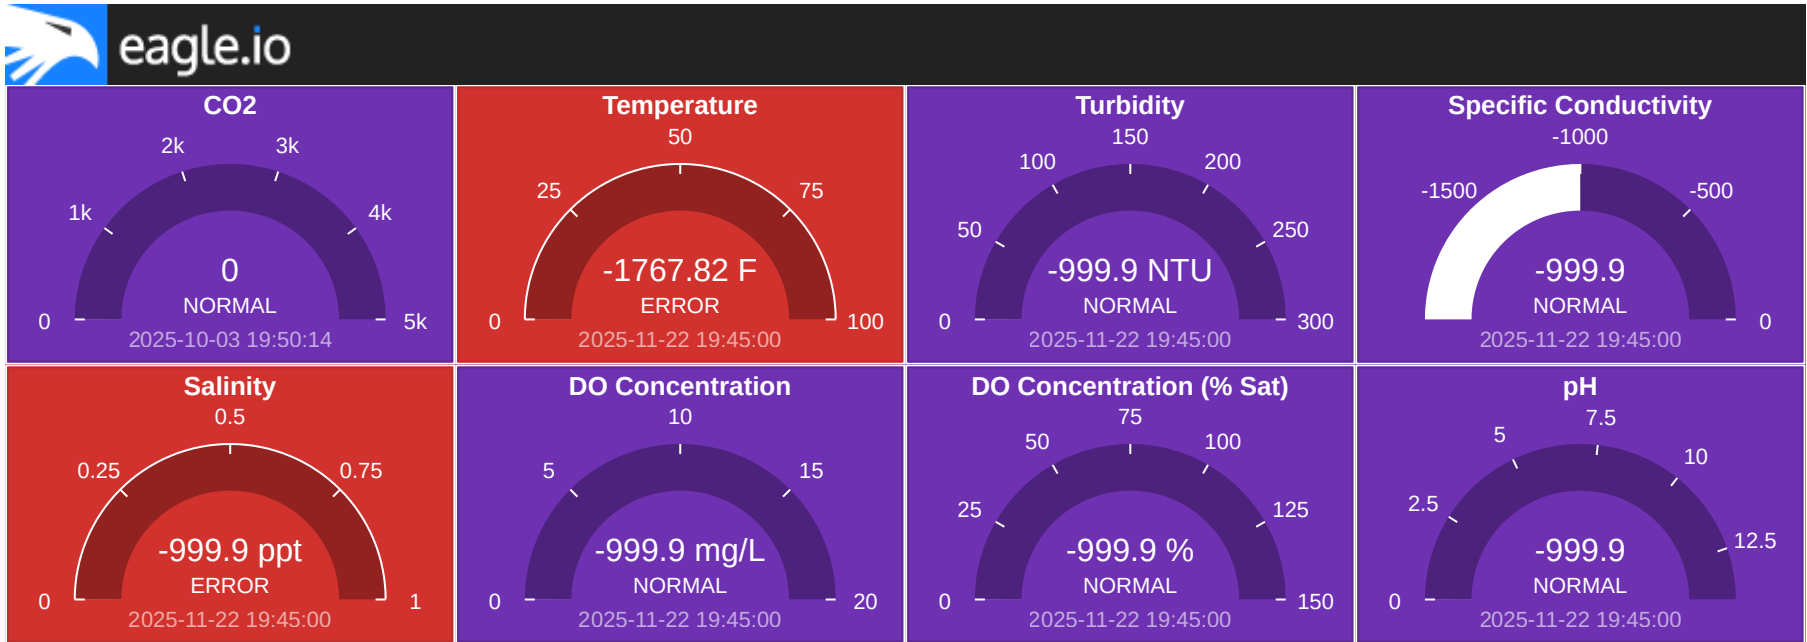 eagle.io
CO2
2k
3k
1k
4k
0
NORMAL
0
5k
2025-10-03 19:50:14
Temperature
50
25
75
-1767.82 F
ERROR
0
100
2025-11-22 19:45:00
Turbidity
150
100
200
50
250
-999.9 NTU
NORMAL
0
300
2025-11-22 19:45:00
Specific Conductivity
-1000
-1500
-500
-999.9
NORMAL
0
2025-11-22 19:45:00
Salinity
0.5
0.25
0.75
-999.9 ppt
ERROR
0
1
2025-11-22 19:45:00
DO Concentration
10
5
15
-999.9 mg/L
NORMAL
0
20
2025-11-22 19:45:00
DO Concentration (% Sat)
75
50
100
25
125
-999.9 %
NORMAL
0
150
2025-11-22 19:45:00
pH
7.5
5
10
2.5
12.5
-999.9
NORMAL
0
2025-11-22 19:45:00